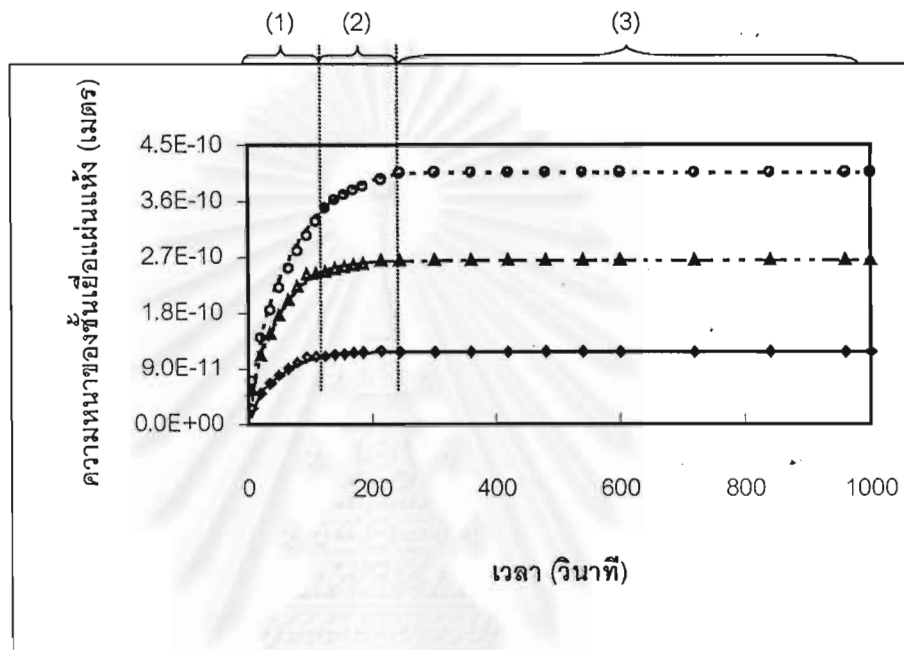 (1) (2) (3)
ความหนาของชั้นเยื่อแผ่นแห้ง (เมตร)
4.5E-10
3.6E-10
2.7E-10
1.8E-10
9.0E-11
0.0E+00
0 200 400 600 800 1000
เวลา (วินาที)